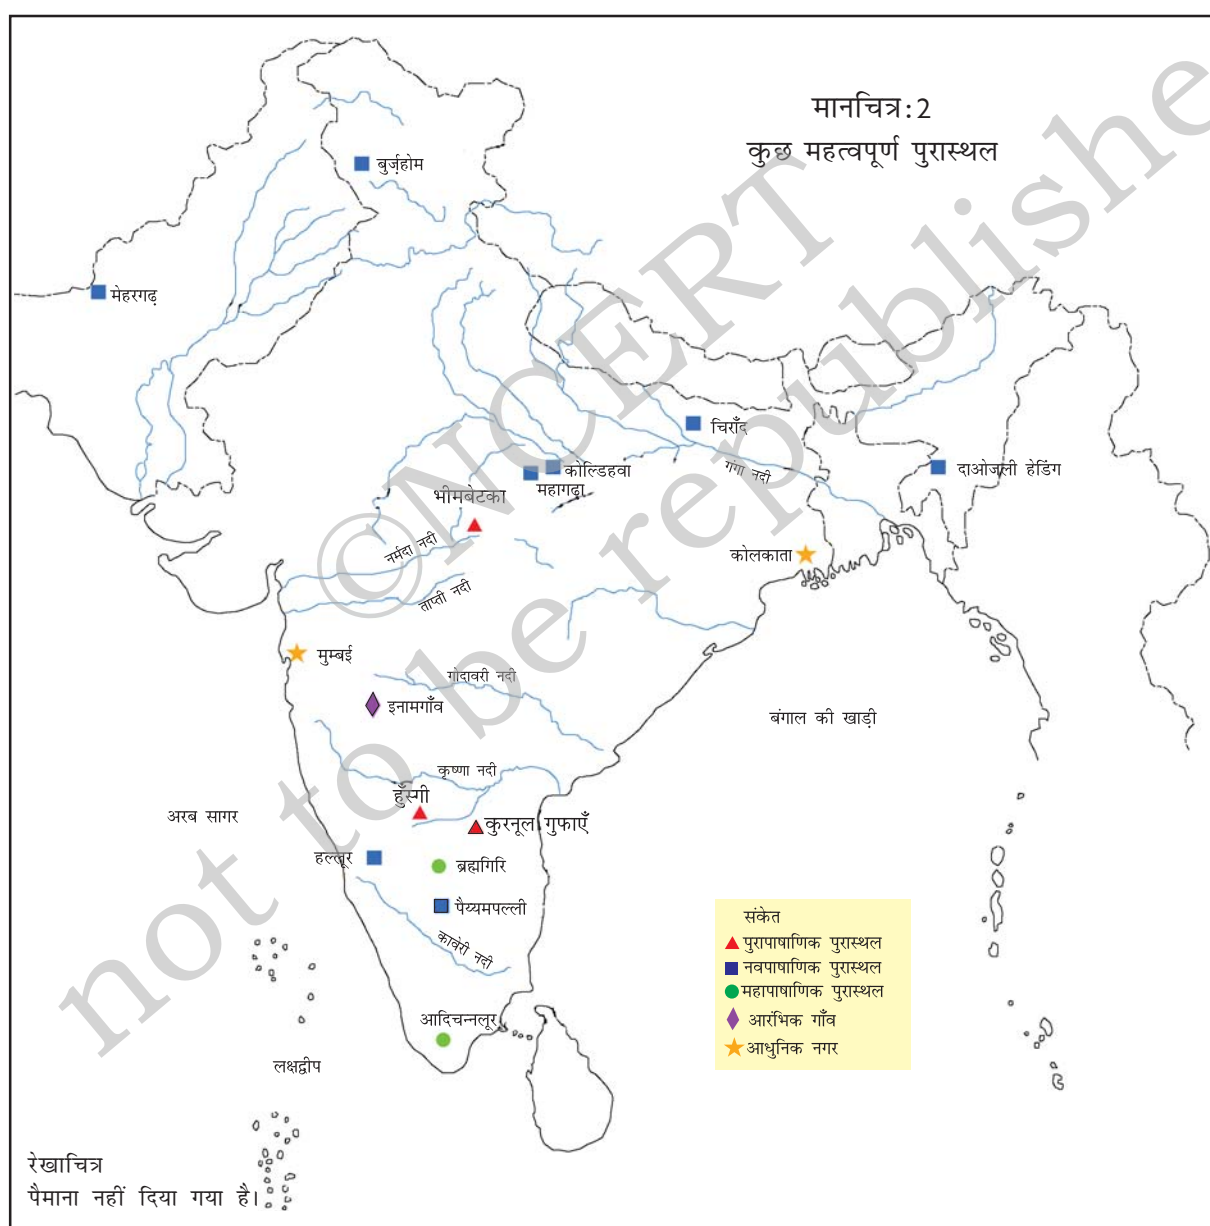 मानचित्र:2
कुछ महत्वपूर्ण पुरास्थल
बुर्ज़होम
मेहरगढ़
चिराँद
कोल्डिहवा
महागढ़ा
गंगा नदी
दाओजली हेडिंग
भीमबेटका
नर्मदा नदी
कोलकाता
ताप्ती नदी
मुम्बई
गोदावरी नदी
इनामगाँव
बंगाल की खाड़ी
कृष्णा नदी
हुँस्गी
अरब सागर
कुरनूल गुफाएँ
हल्लूर
ब्रह्मगिरि
पैय्यमपल्ली
कावेरी नदी
संकेत
पुरापाषाणिक पुरास्थल
नवपाषाणिक पुरास्थल
महापाषाणिक पुरास्थल
आरंभिक गाँव
आधुनिक नगर
आदिचन्नलूर
लक्षद्वीप
रेखाचित्र
पैमाना नहीं दिया गया है।
©NCERT
not to be republishe